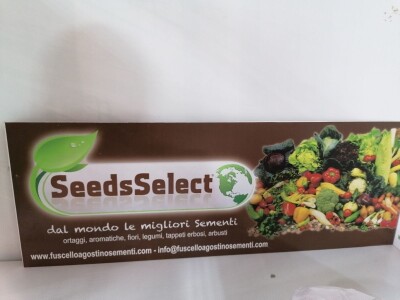 SeedsSelect
dal mondo le migliori Sementi
ortaggi, aromatiche, fiori, legumi, tappeti erbosi, arbusti
www.fuscelloagostinosementi.com - info@fuscelloagostinosementi.com